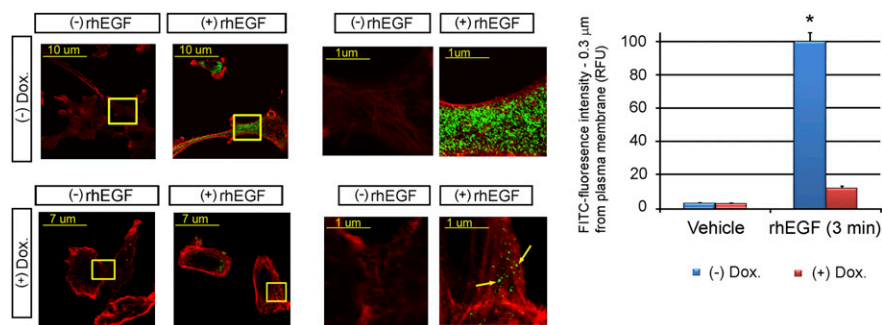 (-) rhEGF
(+) rhEGF
(-) rhEGF
(+) rhEGF
(-) Dox.
10 um
10 um
1um
1um
(-) rhEGF
(+) rhEGF
(-) rhEGF
(+) rhEGF
(+) Dox.
7 um
7 um
1 um
1 um
FITC-fluoresence intensity - 0.3 µm
from plasma membrane (RFU)
*
100
80
60
40
20
0
Vehicle
rhEGF (3 min)
(-) Dox.
(+) Dox.